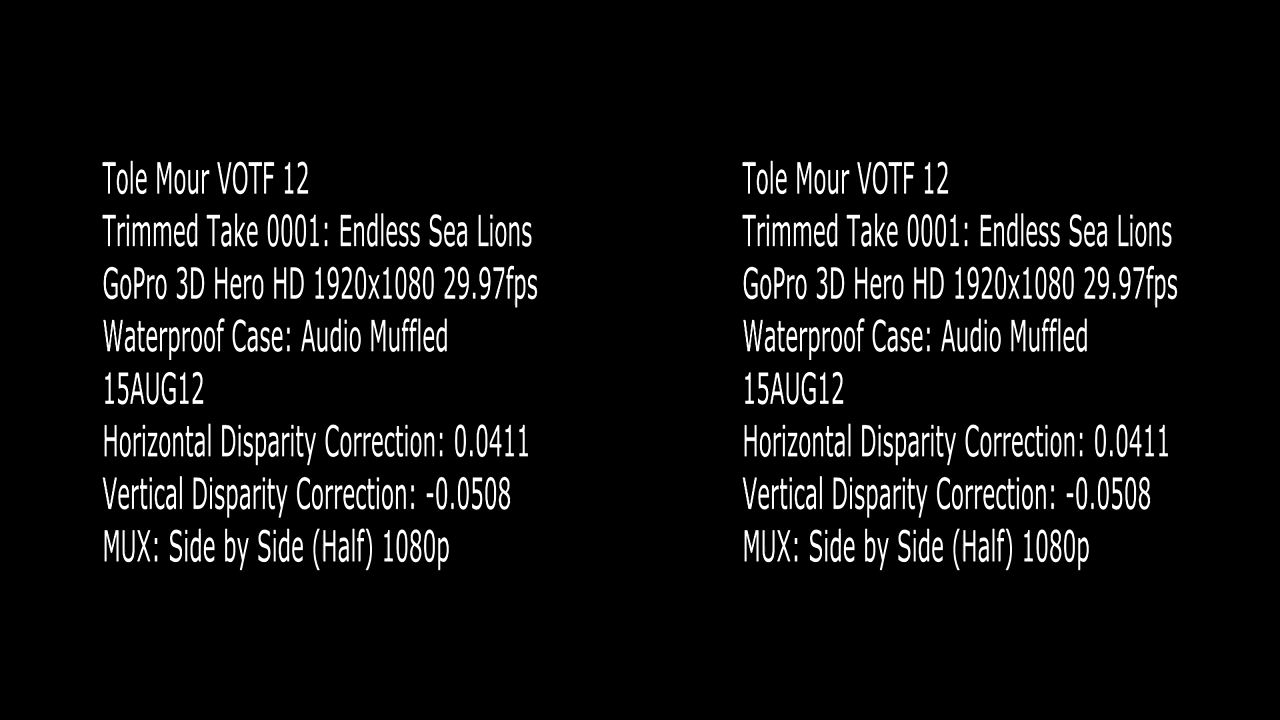 Tole Mour VOTF 12
Trimmed Take 0001: Endless Sea Lions
GoPro 3D Hero HD 1920x1080 29.97fps
Waterproof Case: Audio Muffled
15AUG12
Horizontal Disparity Correction: 0.0411
Vertical Disparity Correction: -0.0508
MUX: Side by Side (Half) 1080p
Tole Mour VOTF 12
Trimmed Take 0001: Endless Sea Lions
GoPro 3D Hero HD 1920x1080 29.97fps
Waterproof Case: Audio Muffled
15AUG12
Horizontal Disparity Correction: 0.0411
Vertical Disparity Correction: -0.0508
MUX: Side by Side (Half) 1080p